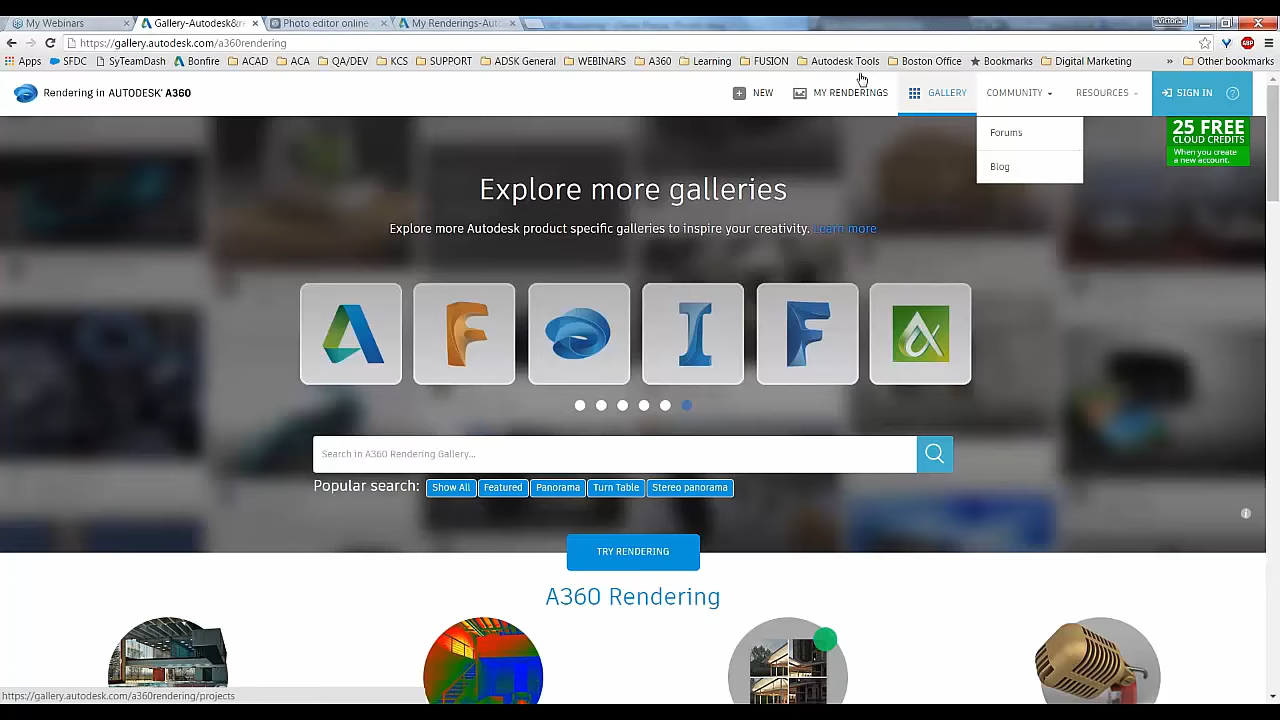 My Webinars
Gallery-Autodesk&r
Photo editor online -
My Renderings-Auto
Victoria
https://gallery.autodesk.com/a360rendering
Apps SFDC SyTeamDash Bonfire ACAD ACA QA/DEV KCS SUPPORT ADSK General WEBINARS A360 Learning FUSION Autodesk Tools Boston Office Bookmarks Digital Marketing » Other bookmarks
Rendering in AUTODESK® A360
NEW MY RENDERINGS GALLERY COMMUNITY RESOURCES SIGN IN ?
Forums
Blog
25 FREE
CLOUD CREDITS
When you create
a new account.
Explore more galleries
Explore more Autodesk product specific galleries to inspire your creativity. Learn more
Search in A360 Rendering Gallery...
Popular search: Show All Featured Panorama Turn Table Stereo panorama
TRY RENDERING
A360 Rendering
https://gallery.autodesk.com/a360rendering/projects